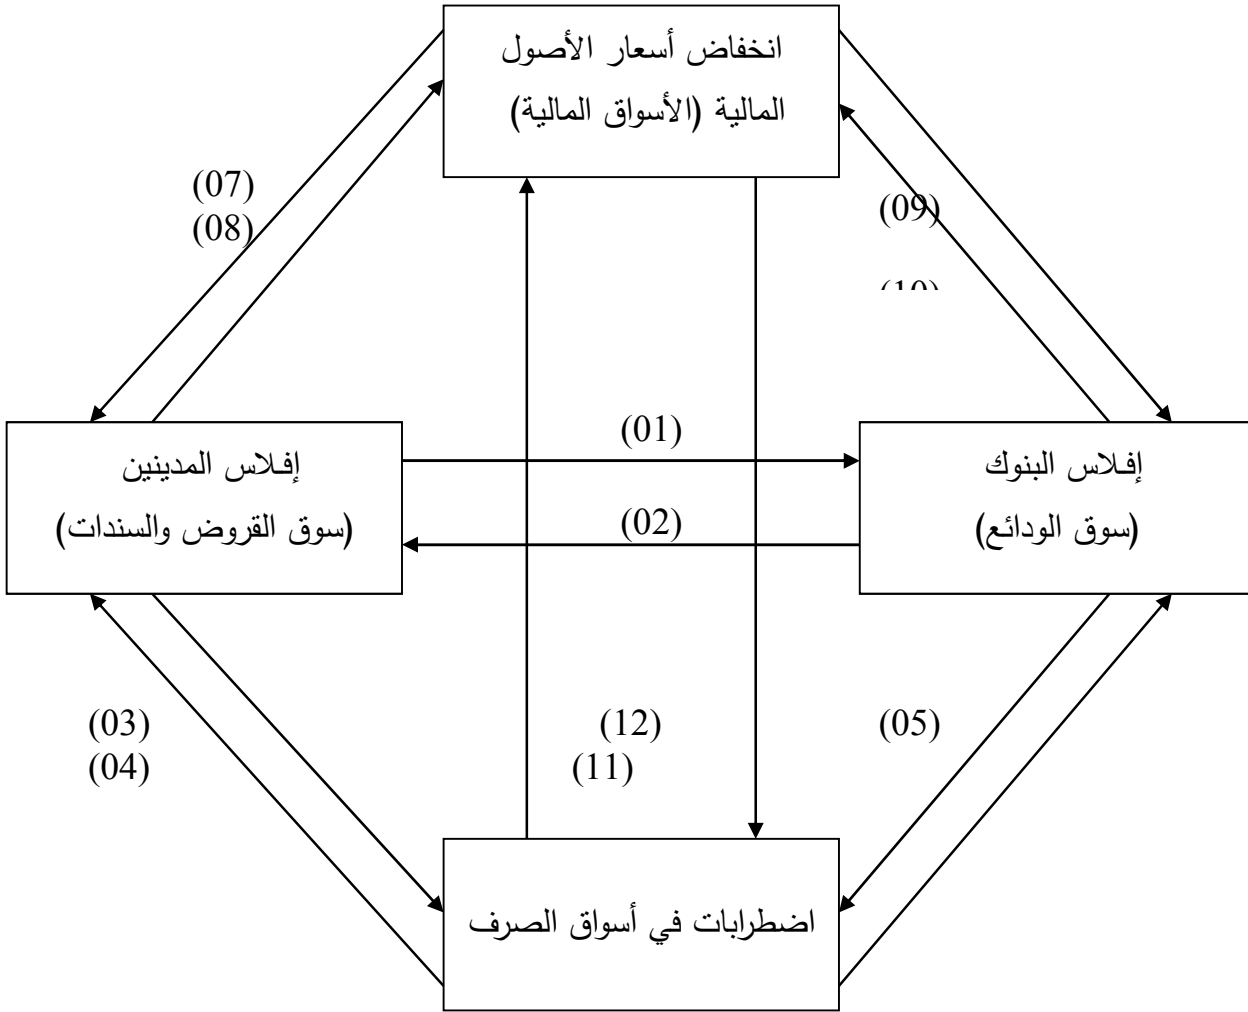 انخفاض أسعار الأصول
المالية (الأسواق المالية)
(07)
(08)
(09)
(10)
(01)
إفلاس المدينين
(سوق القروض والسندات)
إفلاس البنوك
(سوق الودائع)
(02)
(03)
(04)
(12)
(11)
(05)
اضطرابات في أسواق الصرف